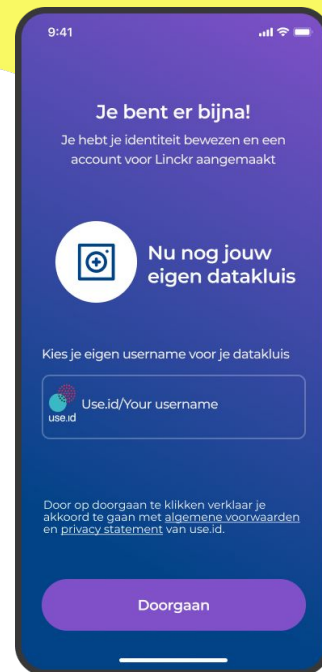 9:41
Je bent er bijna!
Je hebt je identiteit bewezen en een
account voor Linckr aangemaakt
Nu nog jouw
eigen datakluis
Kies je eigen username voor je datakluis
use.id
Use.id/Your username
Door op doorgaan te klikken verklaar je
akkoord te gaan met algemene voorwaarden
en privacy statement van use.id.
Doorgaan